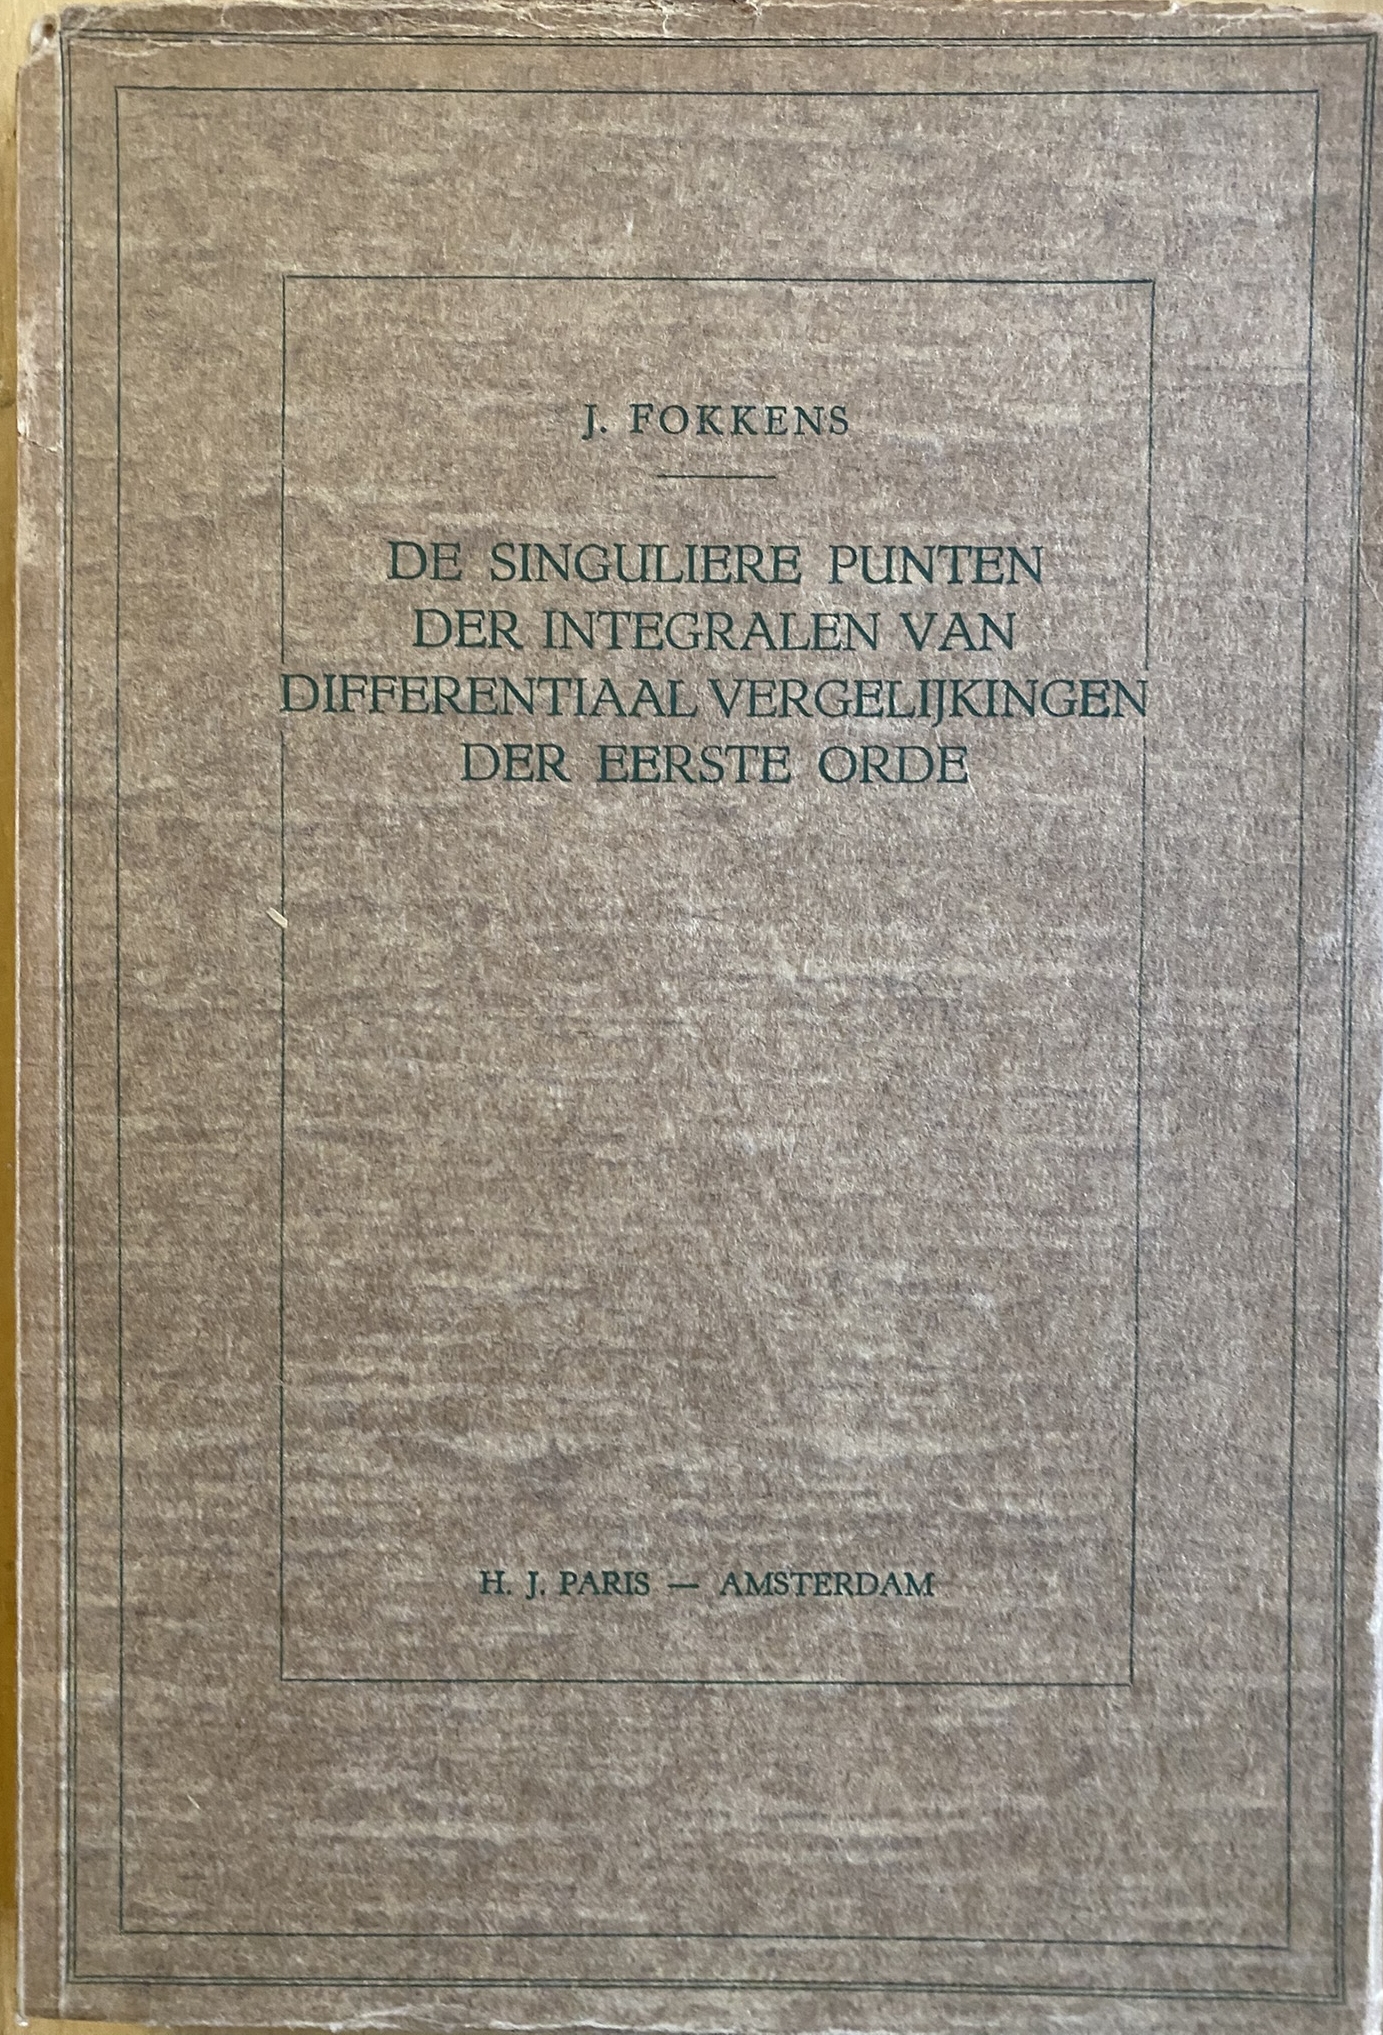 J. FOKKENS
DE SINGULIERE PUNTEN
DER INTEGRALEN VAN
DIFFERENTIAAL VERGELIJKINGEN
DER EERSTE ORDE
H. J. PARIS — AMSTERDAM